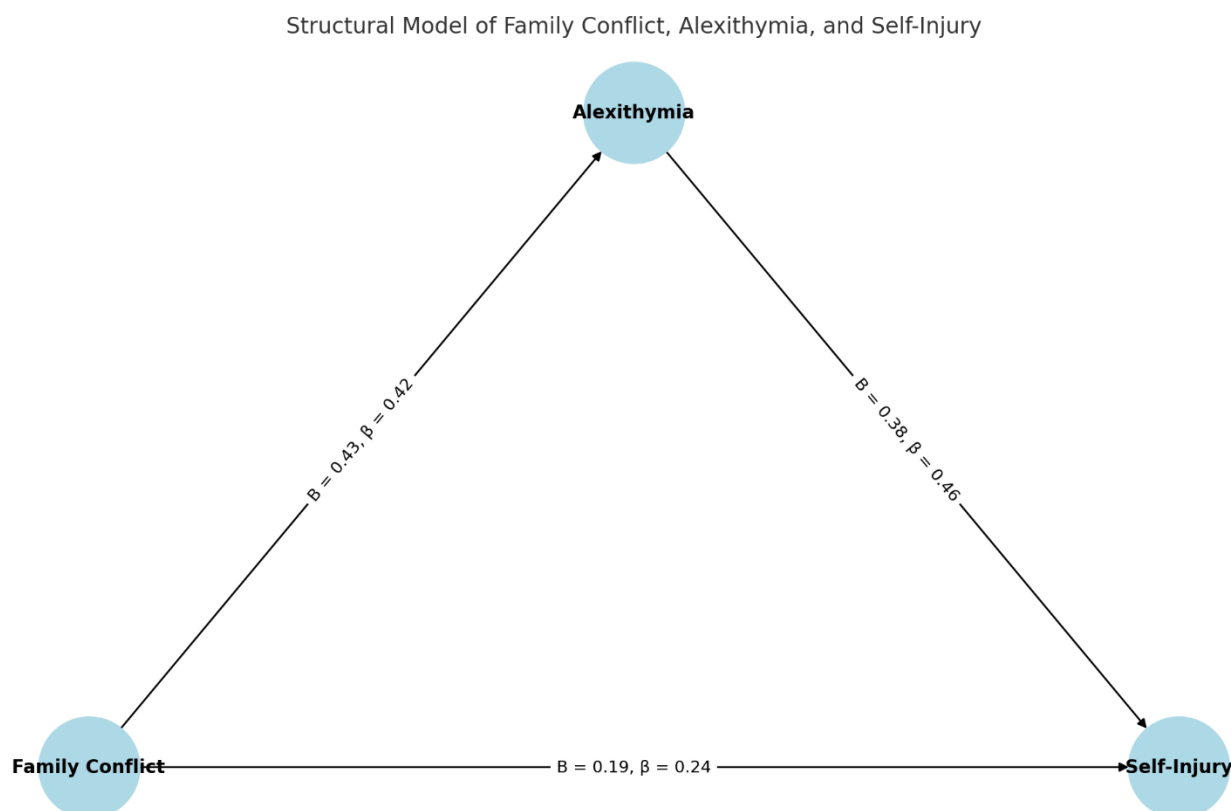 Structural Model of Family Conflict, Alexithymia, and Self-Injury
Alexithymia
B = 0.43, β = 0.42
B = 0.38, β = 0.46
Family Conflict
B = 0.19, β = 0.24
Self-Injury